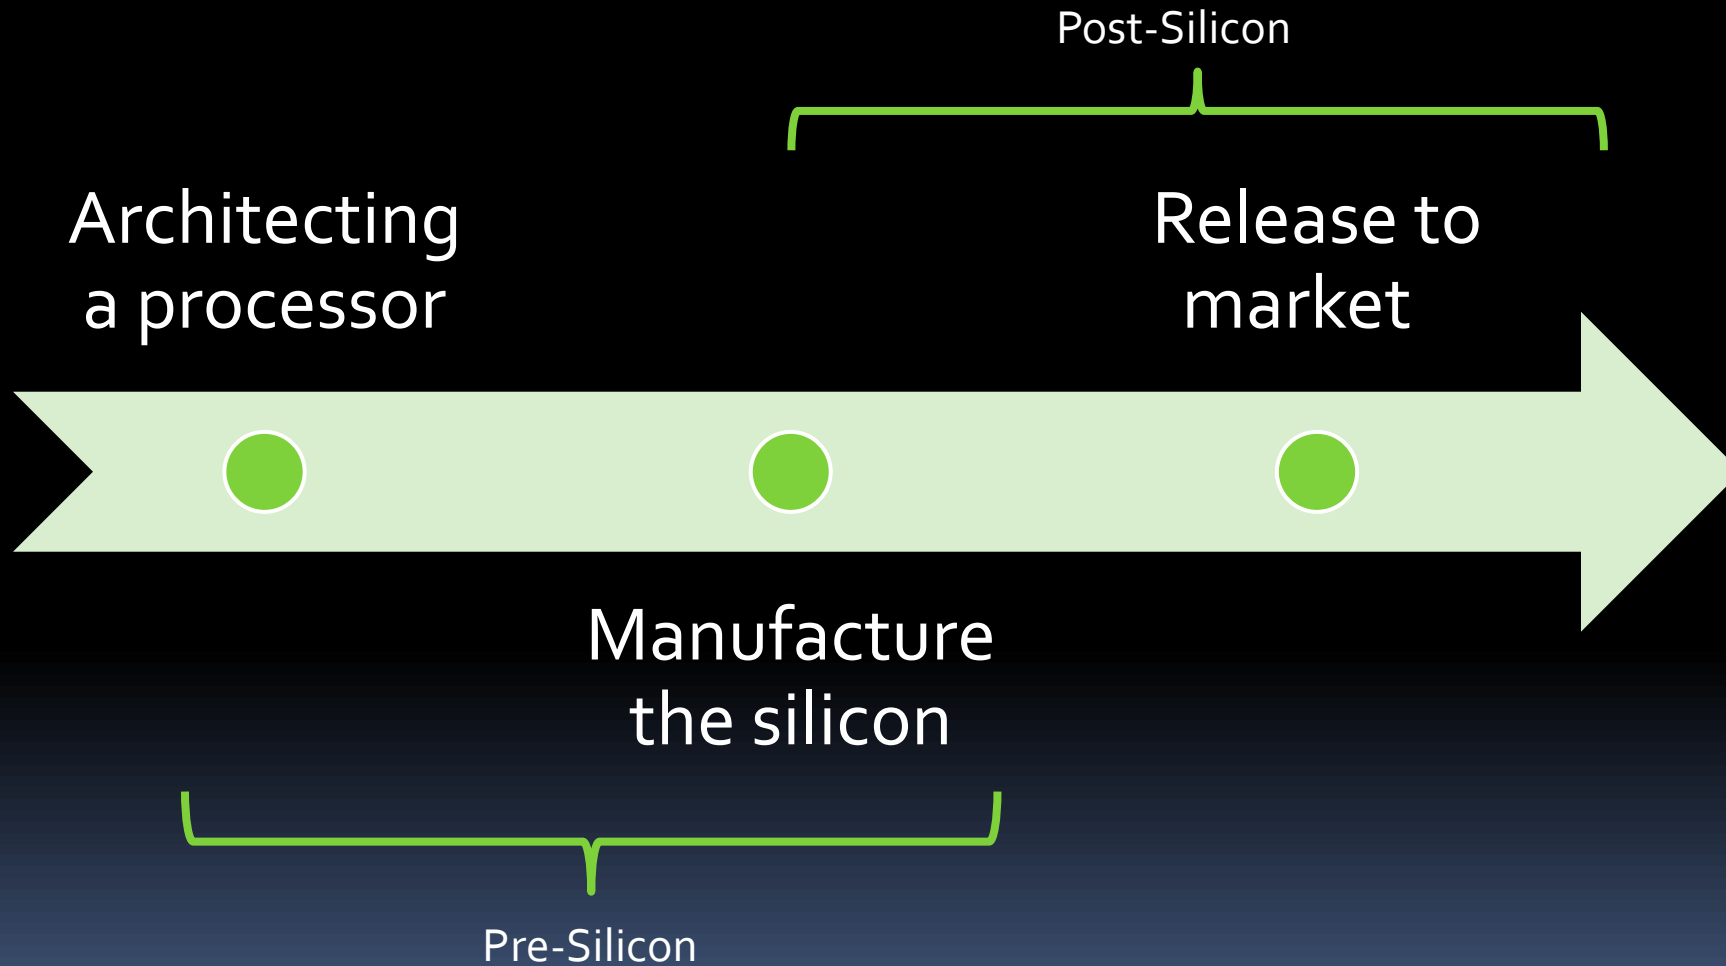 Post-Silicon
Architecting
a processor
Release to
market
Manufacture
the silicon
Pre-Silicon